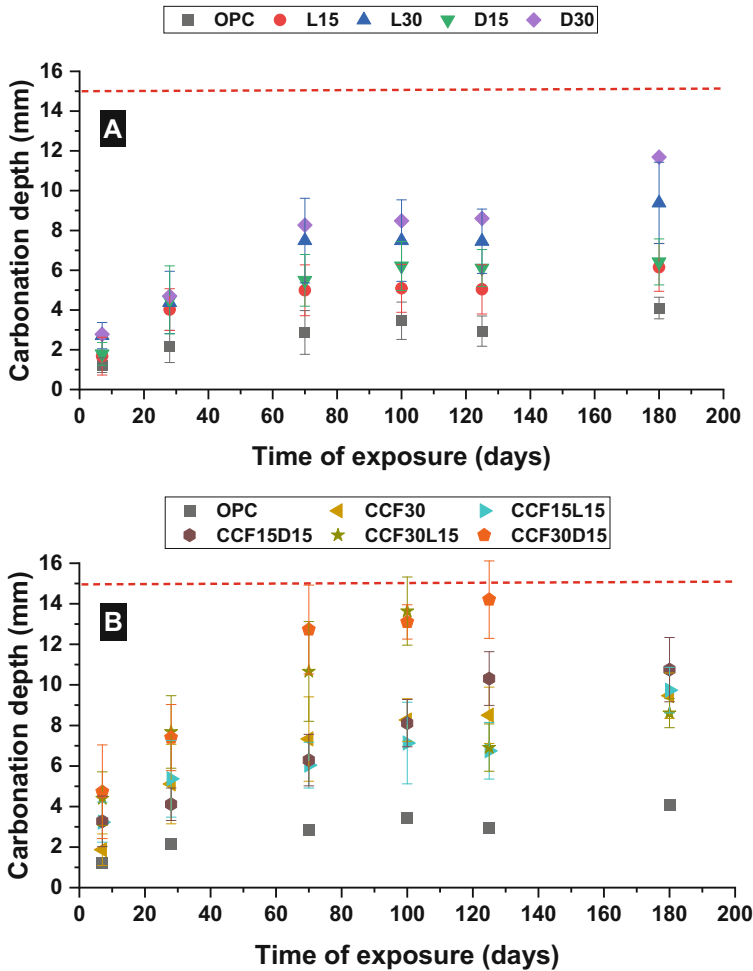 OPC L15 L30 D15 D30
16
14
12
10
8
6
4
2
0
A
Carbonation depth (mm)
0 20 40 60 80 100 120 140 160 180 200
Time of exposure (days)
OPC CCF30 CCF15L15
CCF15D15 CCF30L15 CCF30D15
16
14
12
10
8
6
4
2
0
B
Carbonation depth (mm)
0 20 40 60 80 100 120 140 160 180 200
Time of exposure (days)